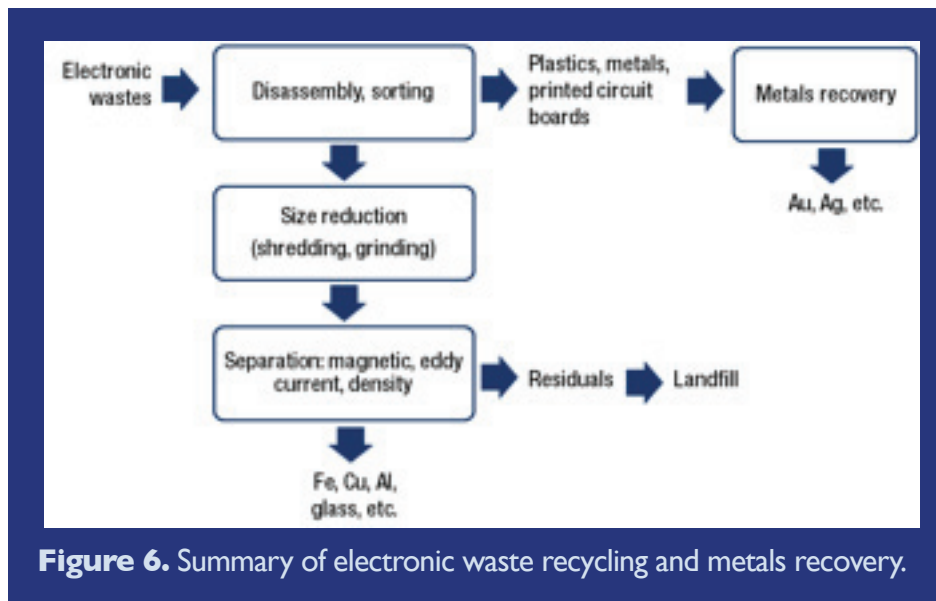 Electronic
wastes
Disassembly, sorting
Plastics, metals,
printed circuit
boards
Metals recovery
Au, Ag, etc.
Size reduction
(shredding, grinding)
Separation: magnetic, eddy
current, density
Residuals
Landfill
Fe, Cu, Al,
glass, etc.
Figure 6. Summary of electronic waste recycling and metals recovery.